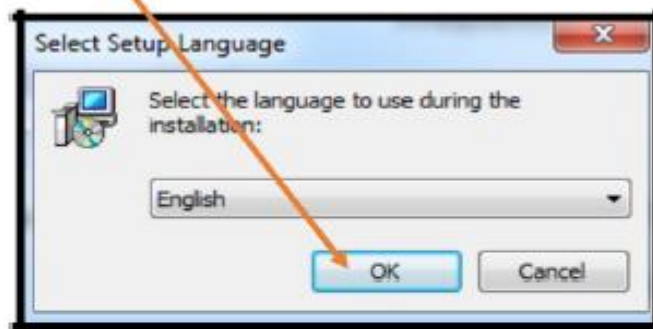 Select Setup Language
Select the language to use during the
installation:
English
OK
Cancel